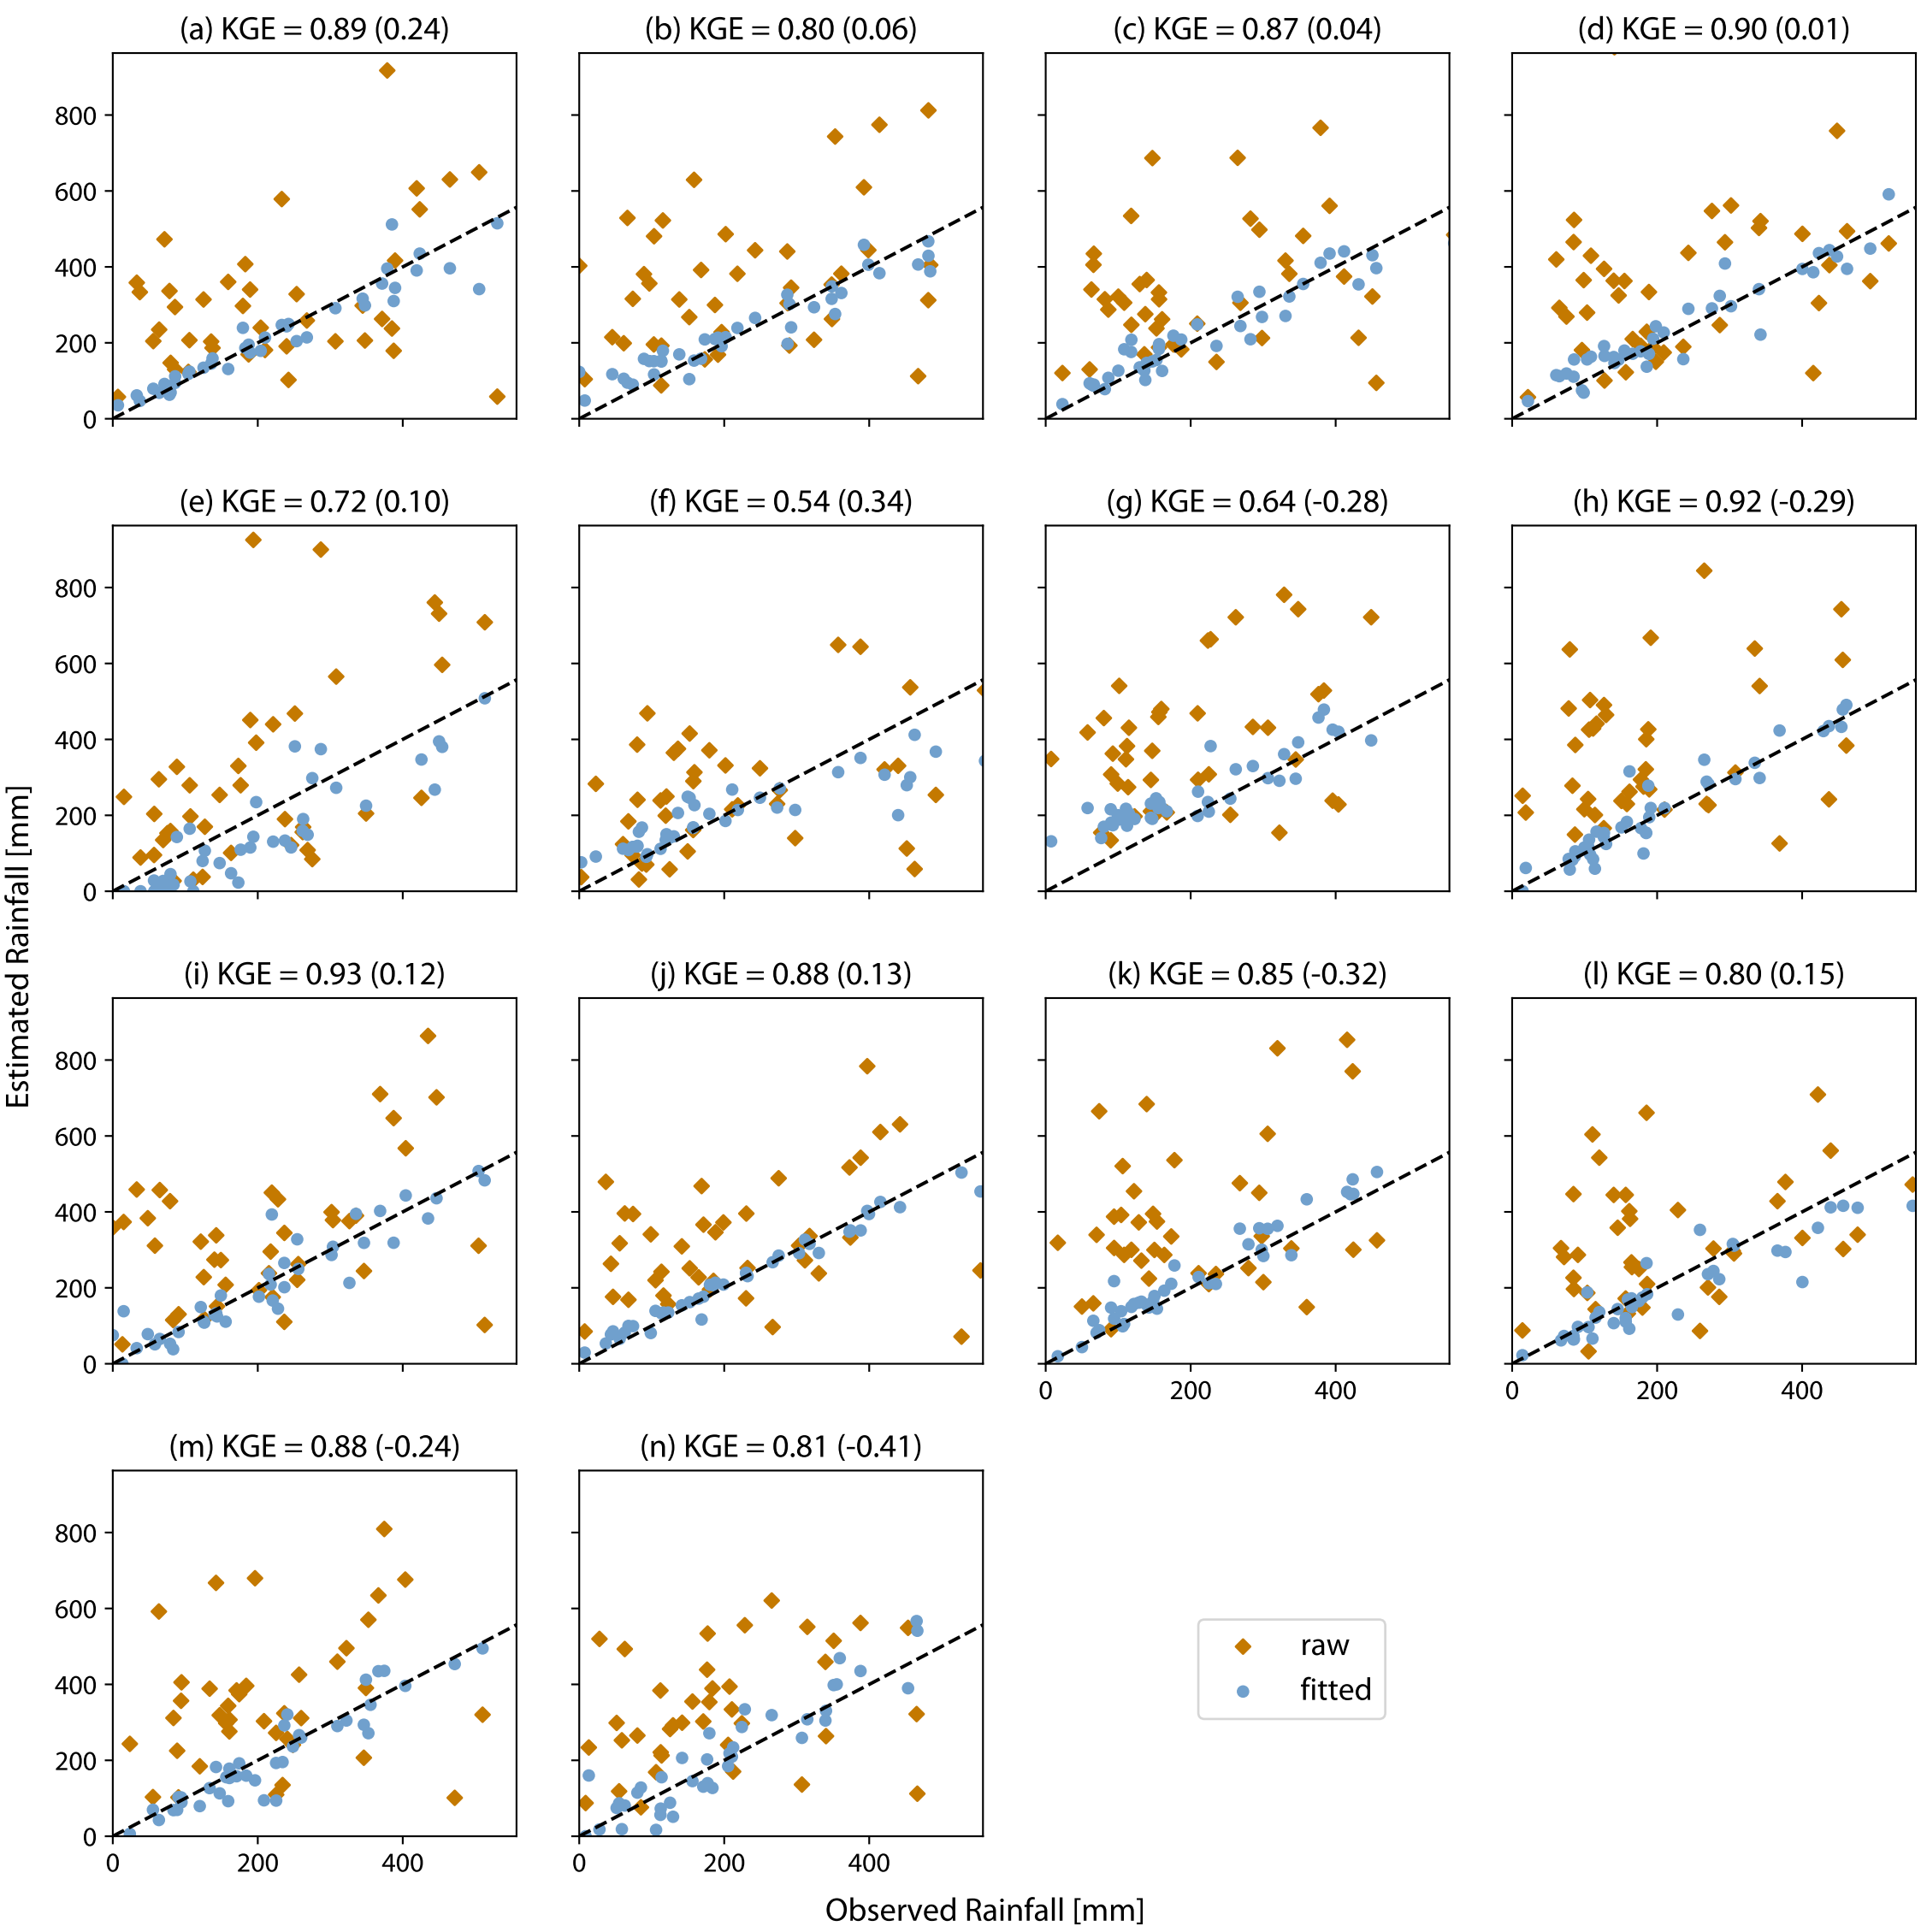 (a) KGE = 0.89 (0.24)
(b) KGE = 0.80 (0.06)
(c) KGE = 0.87 (0.04)
(d) KGE = 0.90 (0.01)
800
600
400
200
0
(e) KGE = 0.72 (0.10)
(f) KGE = 0.54 (0.34)
(g) KGE = 0.64 (-0.28)
(h) KGE = 0.92 (-0.29)
800
600
400
200
0
Estimated Rainfall [mm]
(i) KGE = 0.93 (0.12)
(j) KGE = 0.88 (0.13)
(k) KGE = 0.85 (-0.32)
(l) KGE = 0.80 (0.15)
800
600
400
200
0
0 200 400
0 200 400
(m) KGE = 0.88 (-0.24)
(n) KGE = 0.81 (-0.41)
800
600
400
200
0
0 200 400
0 200 400
raw
fitted
Observed Rainfall [mm]